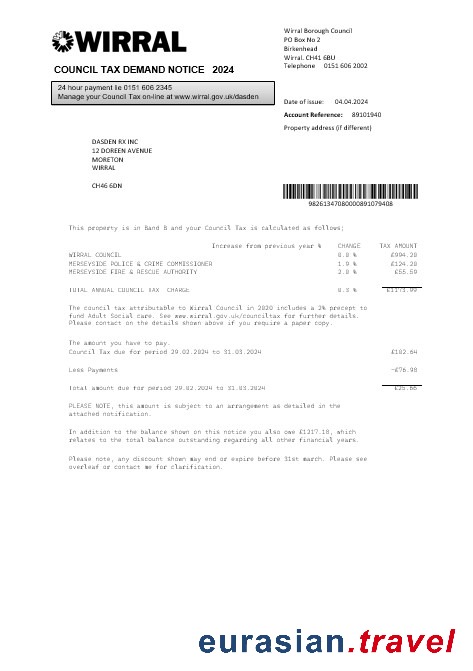 WIRRAL
Wirral Borough Council
PO Box No 2
Birkenhead
Wirral. CH41 6BU
Telephone 0151 606 2002
COUNCIL TAX DEMAND NOTICE 2024
24 hour payment lie 0151 606 2345
Manage your Council Tax on-line at www.wirral.gov.uk/dasden
Date of issue: 04.04.2024
Account Reference: 89101940
Property address (if different)
DASDEN RX INC
12 DOREEN AVENUE
MORETON
WIRRAL
CH46 6DN
98261347080000891079408
This property is in Band B and your Council Tax is calculated as follows;
Increase from previous year % CHANGE TAX AMOUNT
WIRRAL COUNCIL 0.0 % £994.20
MERSEYSIDE POLICE & CRIME COMMISSIONER 1.9 % £124.20
MERSEYSIDE FIRE & RESCUE AUTHORITY 2.0 % £55.59
TOTAL ANNUAL COUNCIL TAX CHARGE 0.3 % £1173.99
The council tax attributable to Wirral Council in 2020 includes a 2% precept to
fund Adult Social care. See www.wirral.gov.uk/counciltax for further details.
Please contact on the details shown above if you require a paper copy.
The amount you have to pay.
Council Tax due for period 29.02.2024 to 31.03.2024 £102.64
Less Payments -£76.98
Total amount due for period 29.02.2024 to 31.03.2024 £25.66
PLEASE NOTE, this amount is subject to an arrangement as detailed in the
attached notification.
In addition to the balance shown on this notice you also owe £1217.18, which
relates to the total balance outstanding regarding all other financial years.
Please note, any discount shown may end or expire before 31st march. Please see
overleaf or contact me for clarification.
eurasian.travel